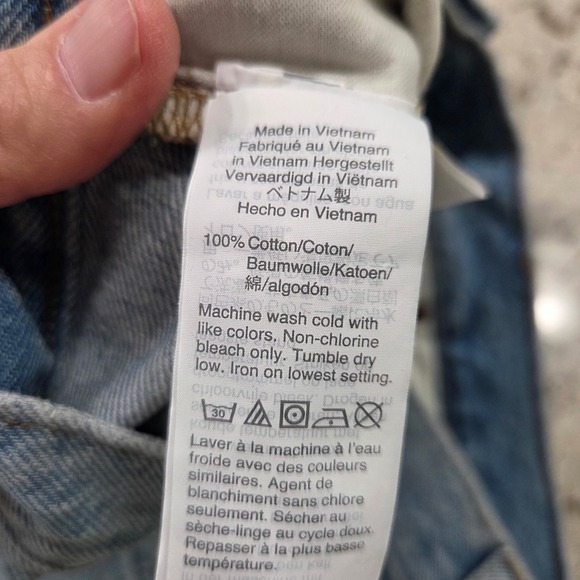 Made in Vietnam
Fabriqué au Vietnam
in Vietnam Hergestellt
Vervaardigd in Viëtnam
ベトナム製
Hecho en Vietnam
100% Cotton/Coton/
Baumwolle/Katoen/
綿/algodón
Machine wash cold with
like colors. Non-chlorine
bleach only. Tumble dry
low. Iron on lowest setting.
30
Laver à la machine à l'eau
froide avec des couleurs
similaires. Agent de
blanchiment sans chlore
seulement. Sécher au
sèche-linge au cycle doux.
Repasser à la plus basse
température.